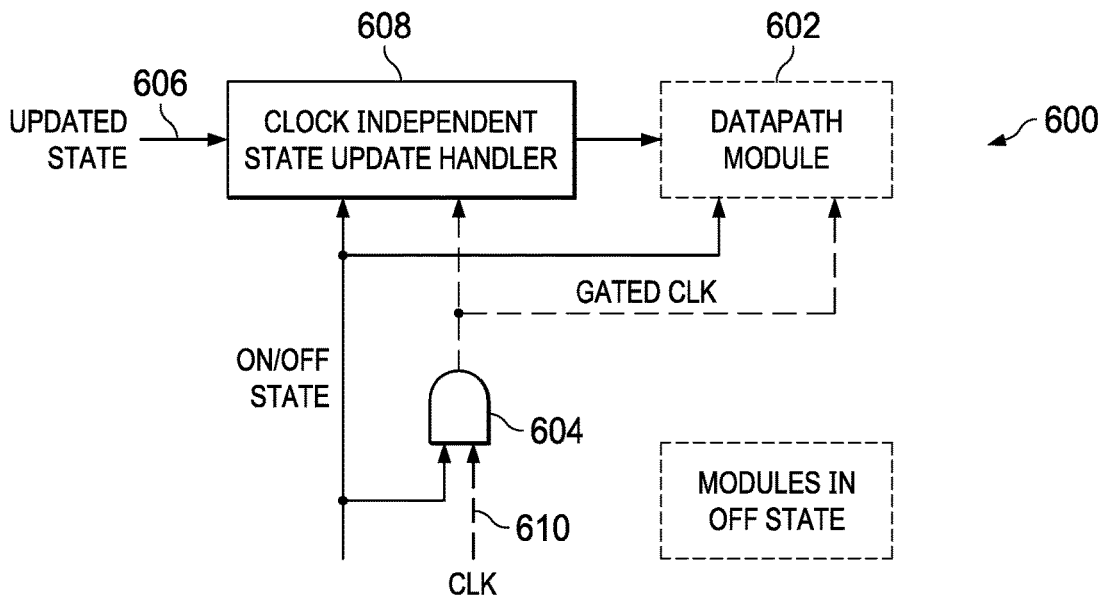 608
602
606
UPDATED
STATE
CLOCK INDEPENDENT
STATE UPDATE HANDLER
DATAPATH
MODULE
600
GATED CLK
ON/OFF
STATE
604
610
CLK
MODULES IN
OFF STATE